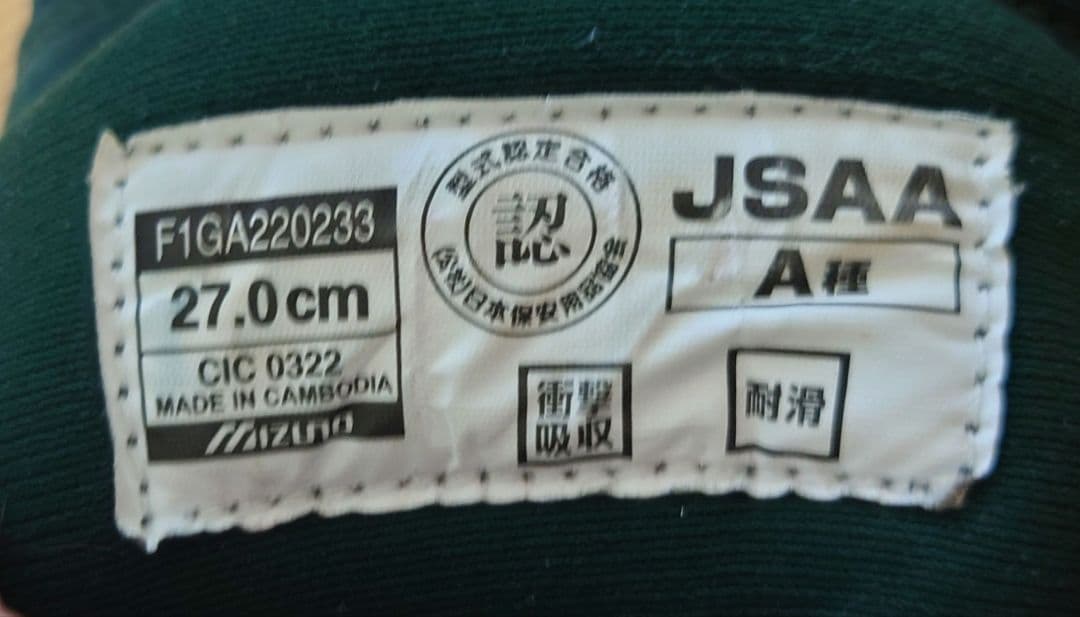 F1GA220233
27.0cm
CIC 0322
MADE IN CAMBODIA
MIZUNO
型式認定合格
認
(公社)日本保安用品協会
JSAA
A種
衝撃
吸収
耐滑